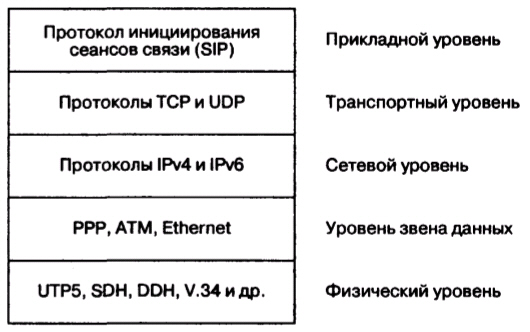 Протокол инициирования
сеансов связи (SIP)
Прикладной уровень
Протоколы TCP и UDP
Транспортный уровень
Протоколы IPv4 и IPv6
Сетевой уровень
PPP, ATM, Ethernet
Уровень звена данных
UTP5, SDH, DDH, V.34 и др.
Физический уровень